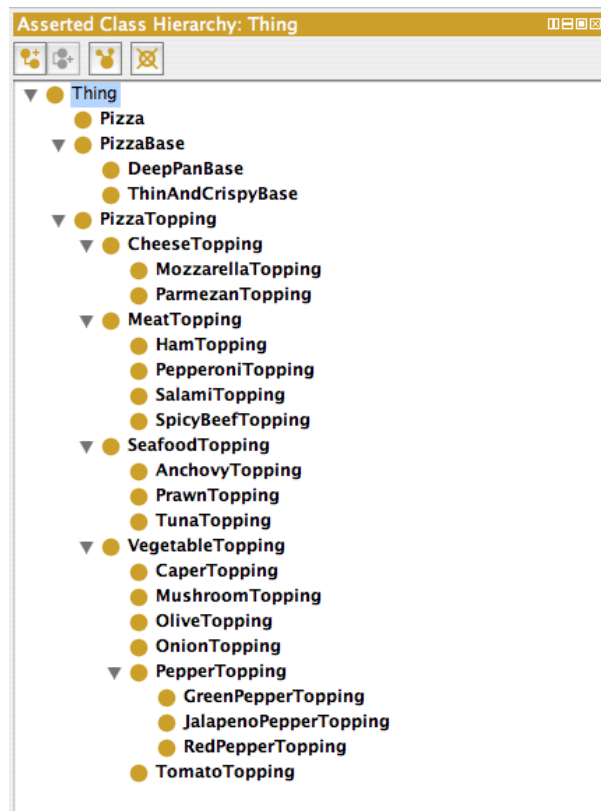 Asserted Class Hierarchy: Thing
Thing
Pizza
PizzaBase
DeepPanBase
ThinAndCrispyBase
PizzaTopping
CheeseTopping
MozzarellaTopping
ParmezanTopping
MeatTopping
HamTopping
PepperoniTopping
SalamiTopping
SpicyBeefTopping
SeafoodTopping
AnchovyTopping
PrawnTopping
TunaTopping
VegetableTopping
CaperTopping
MushroomTopping
OliveTopping
OnionTopping
PepperTopping
GreenPepperTopping
JalapenoPepperTopping
RedPepperTopping
TomatoTopping